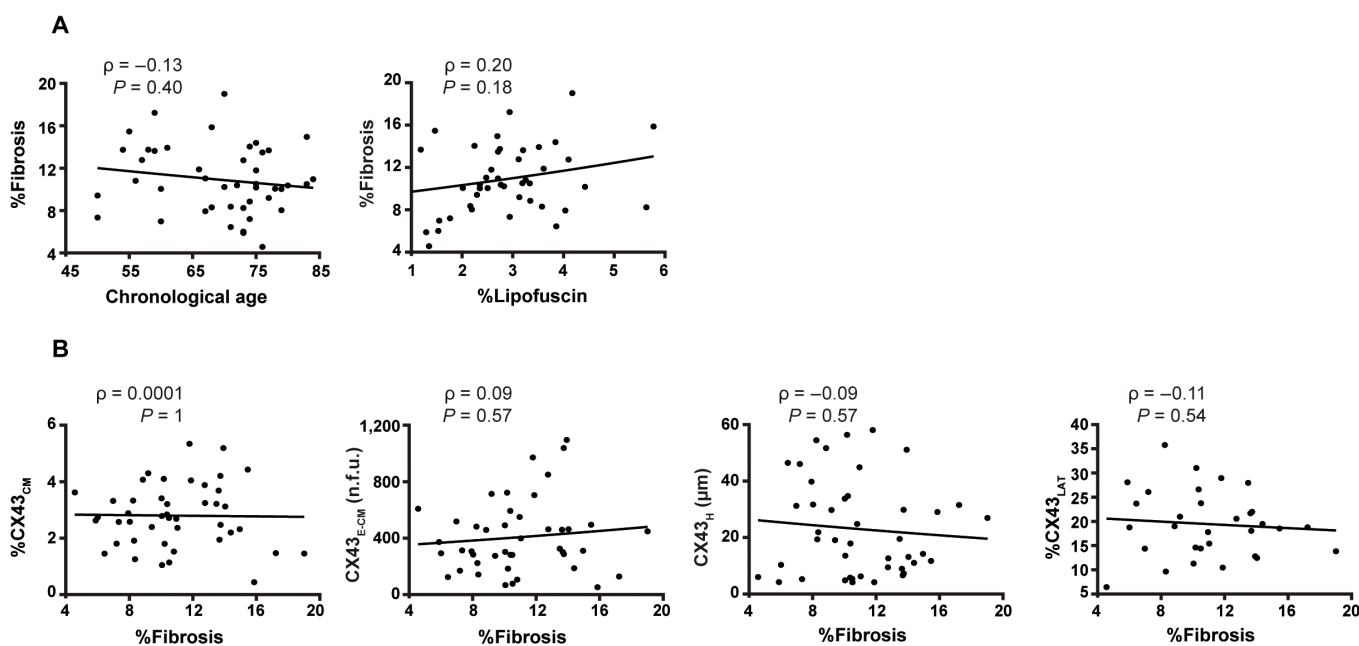 A
ρ = –0.13
P = 0.40
%Fibrosis
20
16
12
8
4
45
55
65
75
85
Chronological age
ρ = 0.20
P = 0.18
%Fibrosis
20
16
12
8
4
1
2
3
4
5
6
%Lipofuscin
B
ρ = 0.0001
P = 1
%CX43CM
6
4
2
0
4
8
12
16
20
%Fibrosis
ρ = 0.09
P = 0.57
CX43E-CM (n.f.u.)
1,200
800
400
0
4
8
12
16
20
%Fibrosis
ρ = –0.09
P = 0.57
CXE3H (µm)
60
40
20
0
4
8
12
16
20
%Fibrosis
ρ = –0.11
P = 0.54
%CX43LAT
40
35
30
25
20
15
10
5
4
8
12
16
20
%Fibrosis